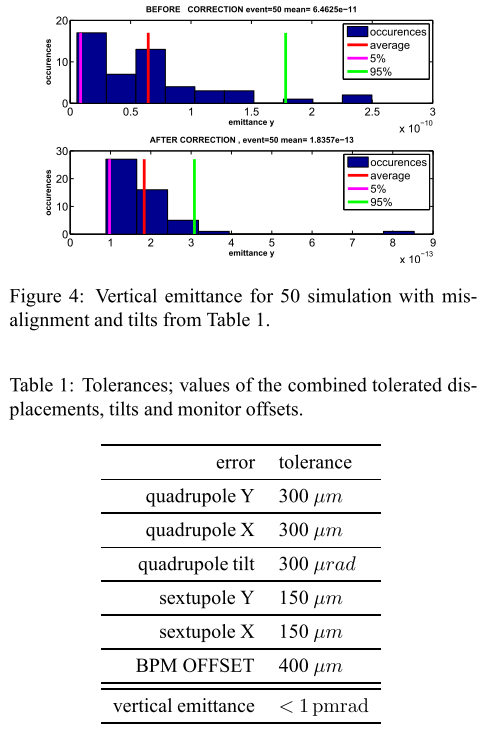 BEFORE CORRECTION event=50 mean= 6.4625e−11
20
10
0
occurences
occurences
average
5%
95%
0 0.5 1 1.5 2 2.5 3
emittance y
x 10⁻¹⁰
AFTER CORRECTION , event=50 mean= 1.8357e−13
30
20
10
0
occurences
occurences
average
5%
95%
0 1 2 3 4 5 6 7 8 9
emittance y
x 10⁻¹³
Figure 4: Vertical emittance for 50 simulation with mis-
alignment and tilts from Table 1.
Table 1: Tolerances; values of the combined tolerated dis-
placements, tilts and monitor offsets.
error tolerance
quadrupole Y 300 μm
quadrupole X 300 μm
quadrupole tilt 300 μrad
sextupole Y 150 μm
sextupole X 150 μm
BPM OFFSET 400 μm
vertical emittance < 1 pmrad